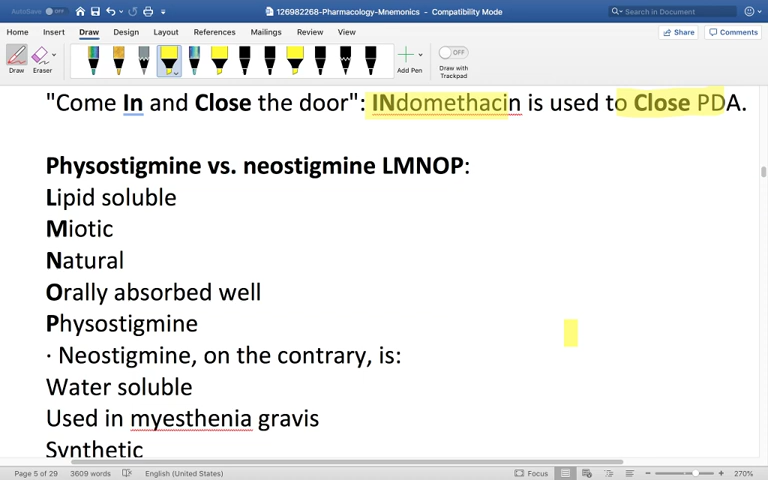 AutoSave OFF 126982268-Pharmacology-Mnemonics - Compatibility Mode Search in Document
Home Insert Draw Design Layout References Mailings Review View Share Comments
Draw Eraser Add Pen OFF Draw with Trackpad
"Come In and Close the door": INdomethacin is used to Close PDA.
Physostigmine vs. neostigmine LMNOP:
Lipid soluble
Miotic
Natural
Orally absorbed well
Physostigmine
· Neostigmine, on the contrary, is:
Water soluble
Used in myesthenia gravis
Synthetic
Page 5 of 29 3609 words English (United States) Focus 270%